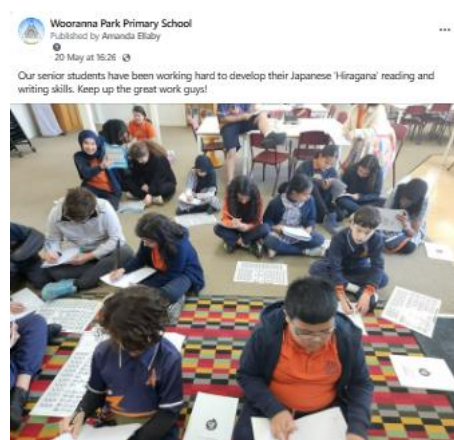 Wooranna Park Primary School
Published by Amanda Ellaby
20 May at 16:26
Our senior students have been working hard to develop their Japanese 'Hiragana' reading and
writing skills. Keep up the great work guys!